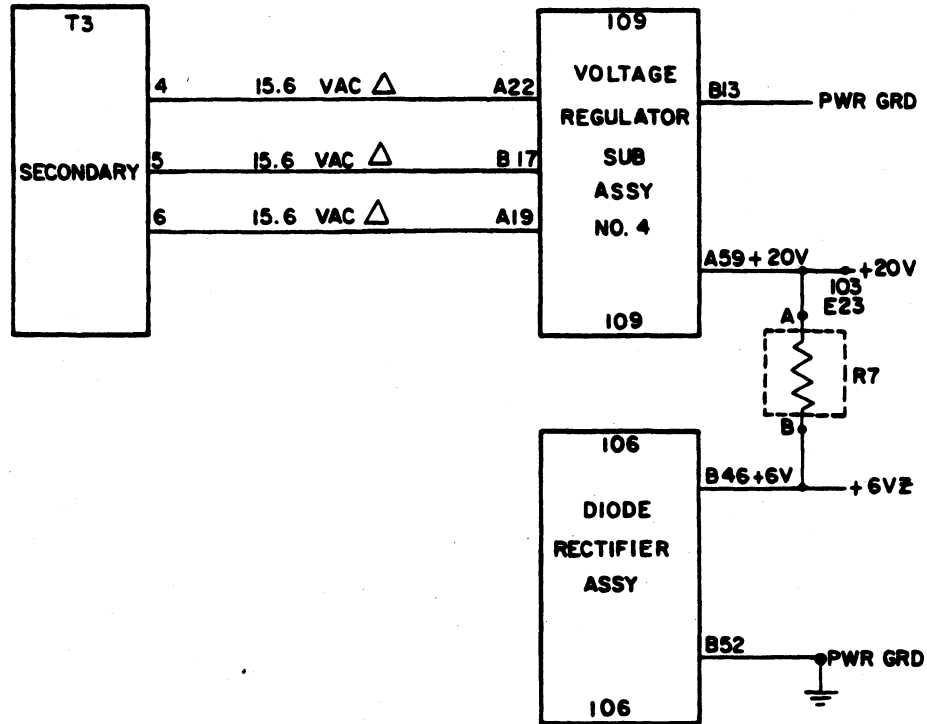 T3
SECONDARY
4 15.6 VAC △ A22
5 15.6 VAC △ B17
6 15.6 VAC △ A19
109
VOLTAGE
REGULATOR
SUB
ASSY
NO. 4
109
B13 PWR GRD
A59 + 20V +20V
103
E23
A
R7
B
106
DIODE
RECTIFIER
ASSY
106
B46 +6V +6VZ
B52 PWR GRD